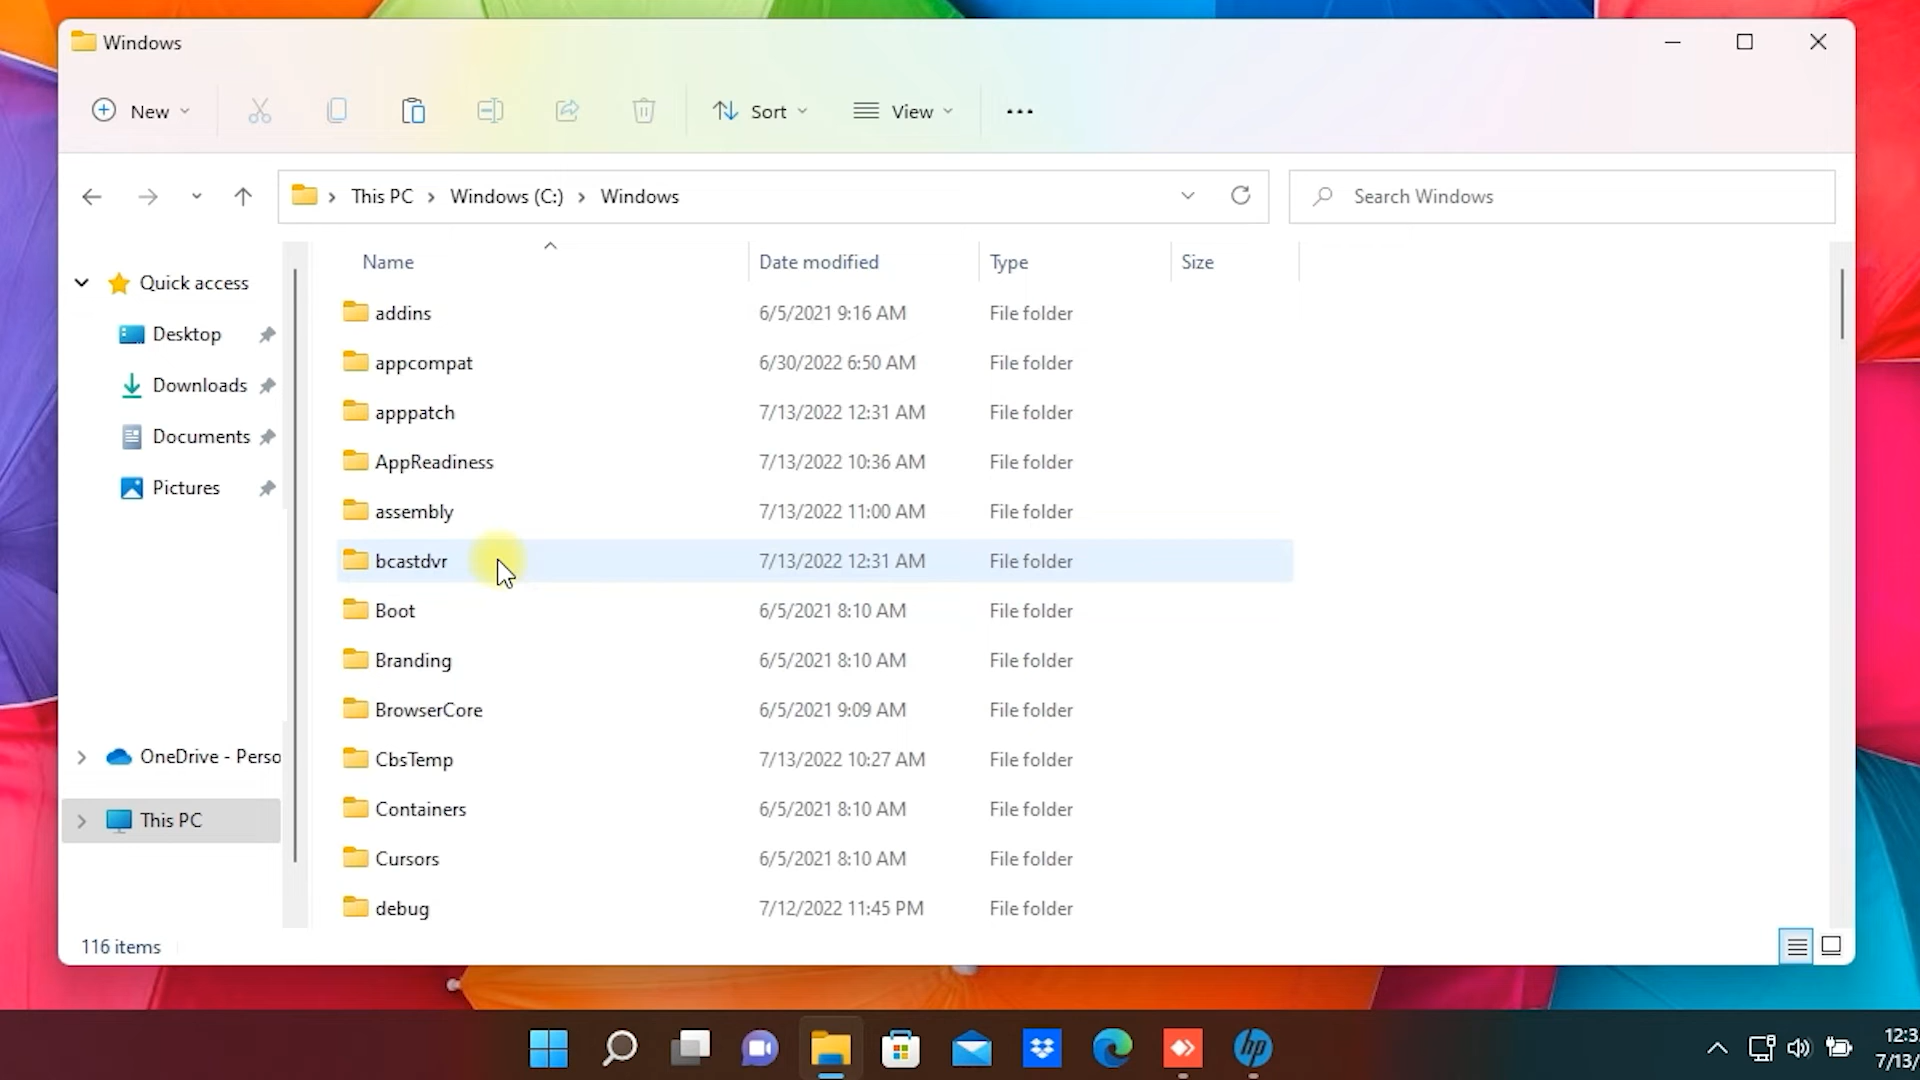 Windows
New
Sort
View
This PC > Windows (C:) > Windows
Search Windows
Name Date modified Type Size
Quick access
Desktop
Downloads
Documents
Pictures
OneDrive - Perso
This PC
addins 6/5/2021 9:16 AM File folder
appcompat 6/30/2022 6:50 AM File folder
apppatch 7/13/2022 12:31 AM File folder
AppReadiness 7/13/2022 10:36 AM File folder
assembly 7/13/2022 11:00 AM File folder
bcastdvr 7/13/2022 12:31 AM File folder
Boot 6/5/2021 8:10 AM File folder
Branding 6/5/2021 8:10 AM File folder
BrowserCore 6/5/2021 9:09 AM File folder
CbsTemp 7/13/2022 10:27 AM File folder
Containers 6/5/2021 8:10 AM File folder
Cursors 6/5/2021 8:10 AM File folder
debug 7/12/2022 11:45 PM File folder
116 items
hp
12:3
7/13/